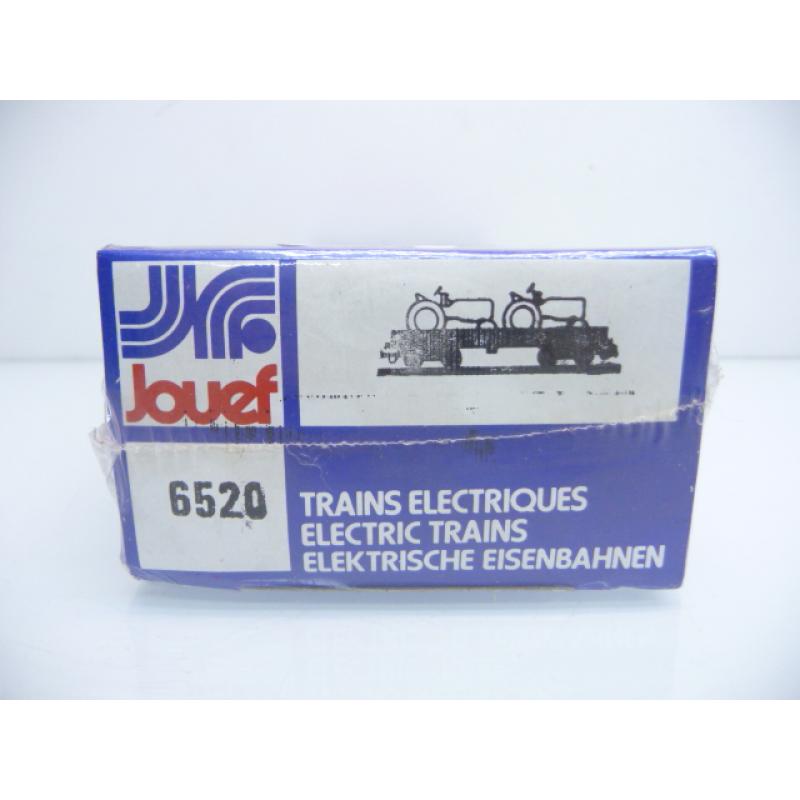 Jouef
6520
TRAINS ELECTRIQUES
ELECTRIC TRAINS
ELEKTRISCHE EISENBAHNEN